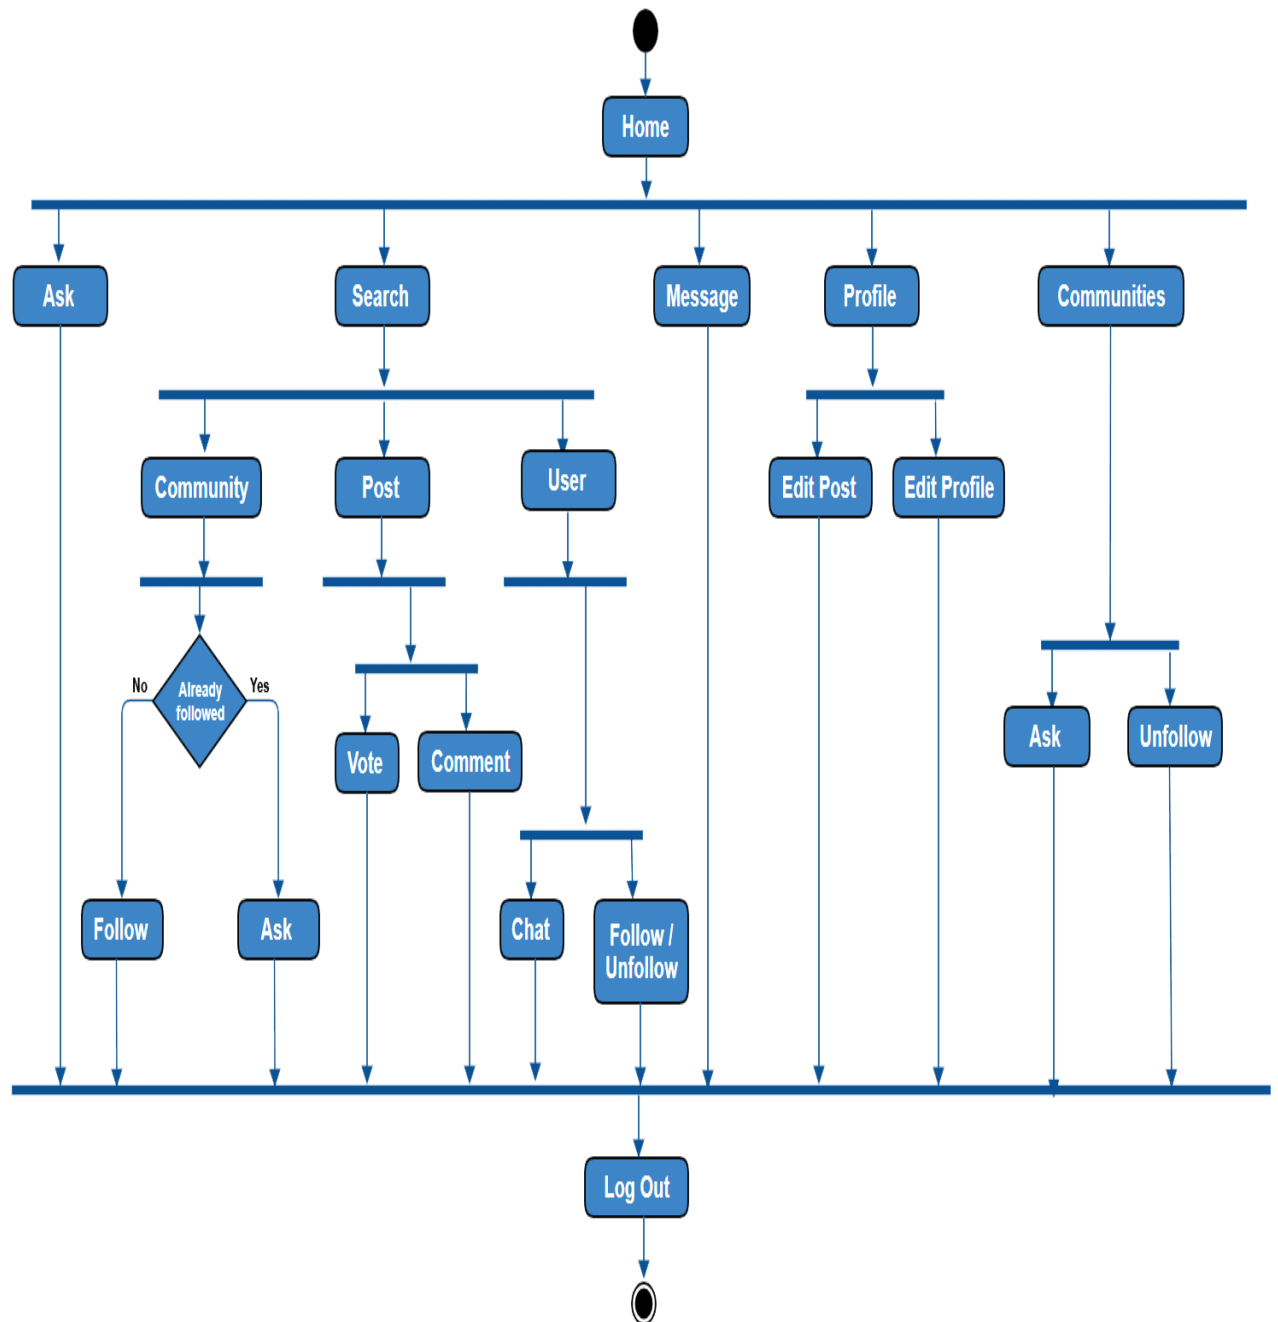 Home
Ask
Search
Message
Profile
Communities
Community
Post
User
Edit Post
Edit Profile
No
Already
followed
Yes
Vote
Comment
Ask
Unfollow
Follow
Ask
Chat
Follow /
Unfollow
Log Out